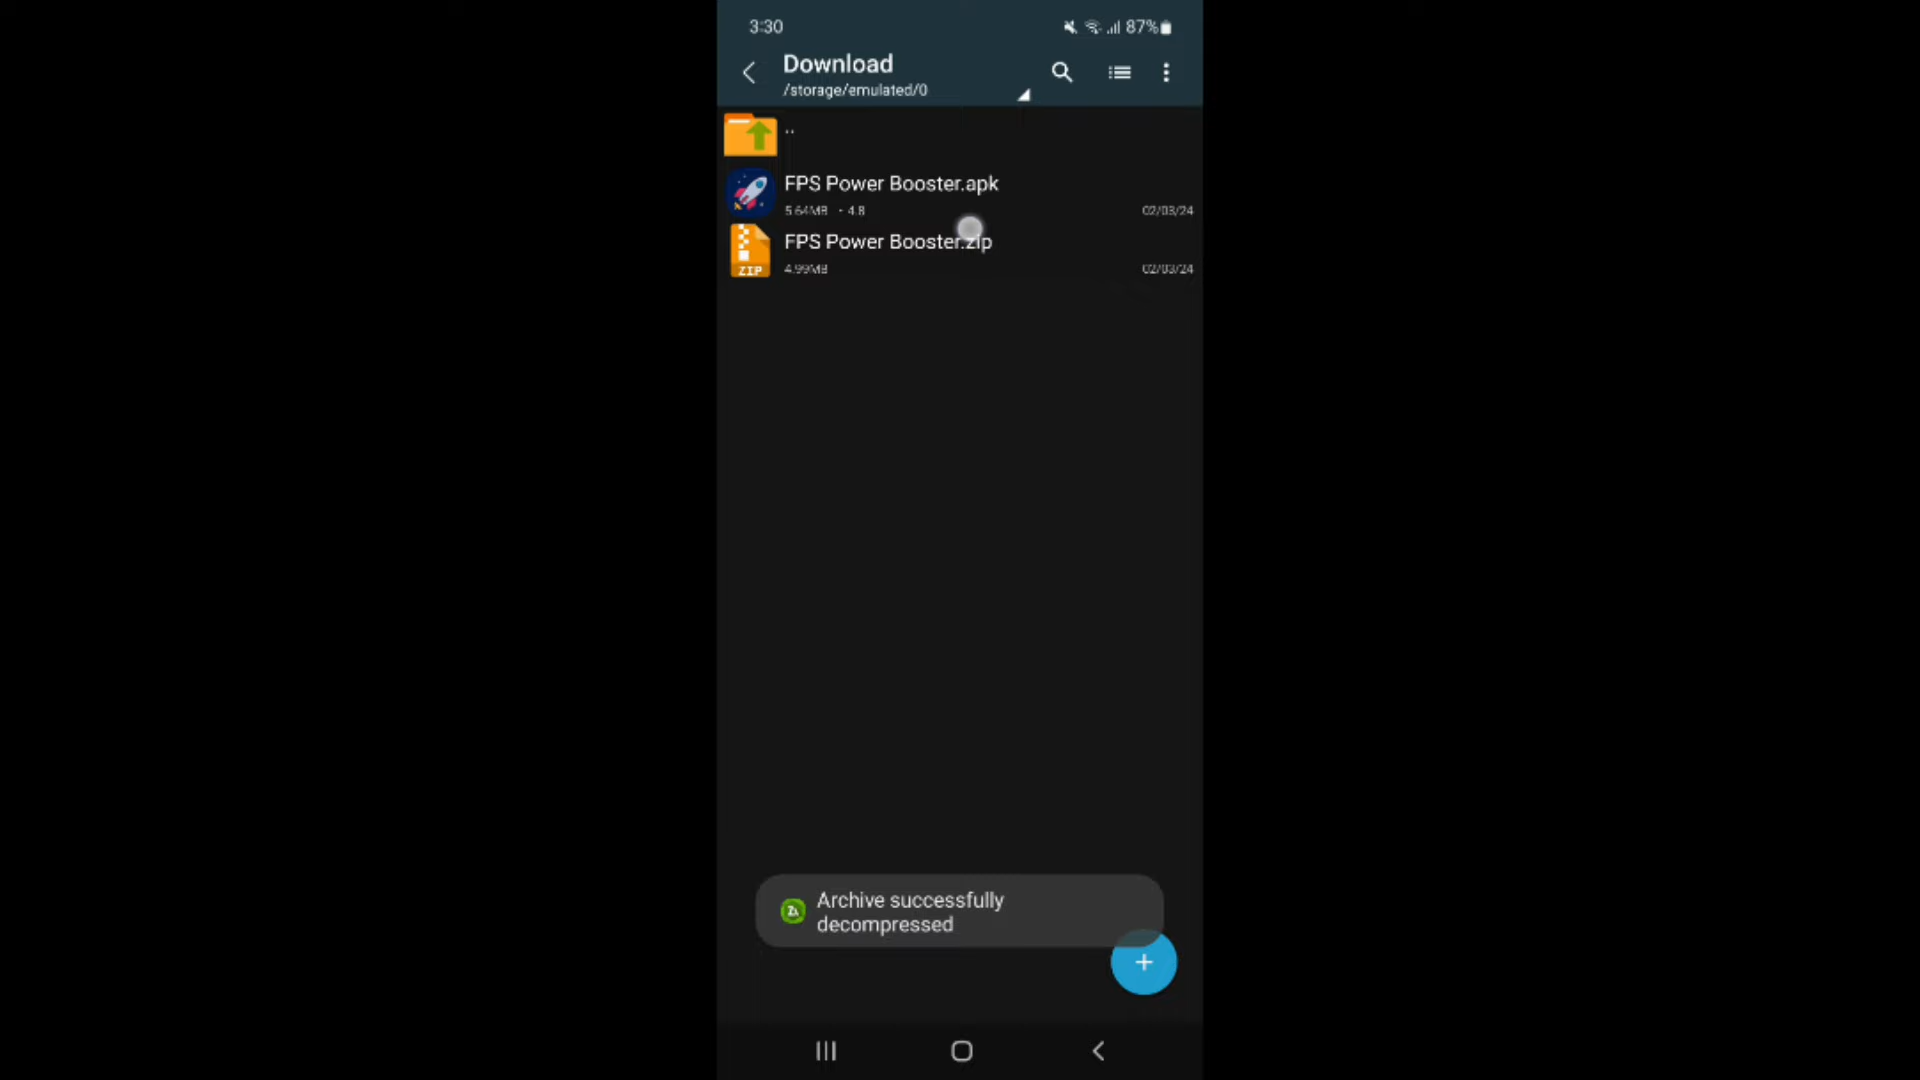 3:30
87%
Download
/storage/emulated/0
..
FPS Power Booster.apk
5.64MB - 4.8
02/03/24
FPS Power Booster.zip
ZIP
4.99MB
02/03/24
ZA
Archive successfully
decompressed
+